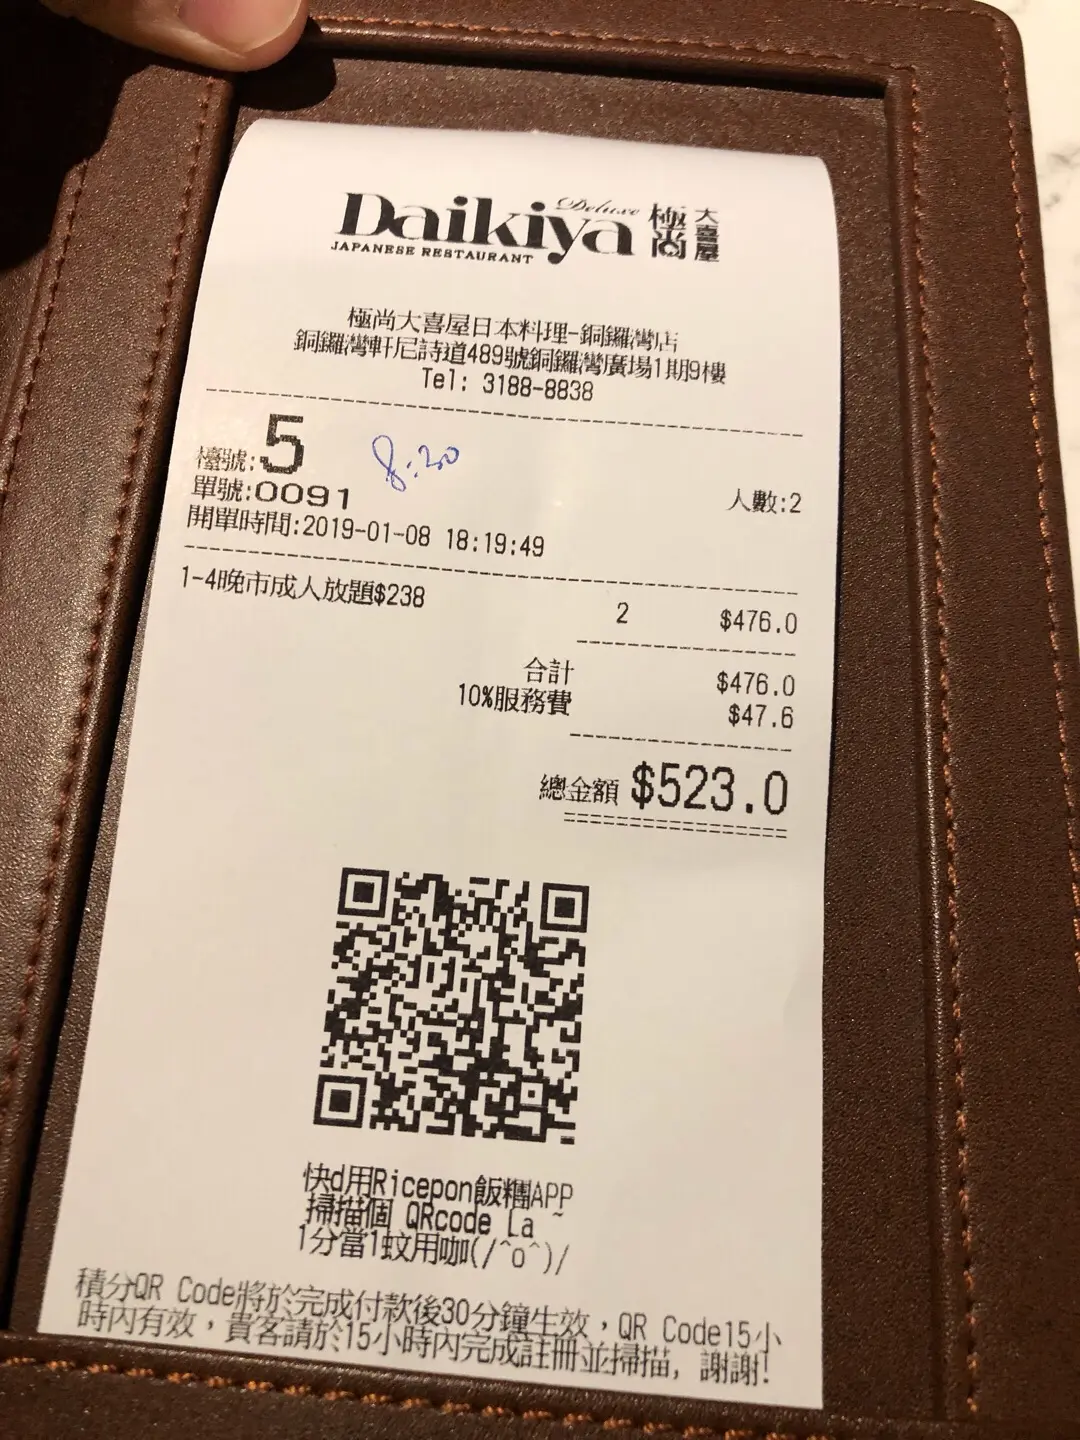 Daikiya Deluxe 極尚 大喜屋
JAPANESE RESTAURANT
極尚大喜屋日本料理-銅鑼灣店
銅鑼灣軒尼詩道489號銅鑼灣廣場1期9樓
Tel: 3188-8838
檯號:5 8:20
單號:0091 人數:2
開單時間:2019-01-08 18:19:49
1-4晚市成人放題$238 2 $476.0
合計 $476.0
10%服務費 $47.6
總金額 $523.0
快d用Ricepon飯糰APP
掃描個 QRcode La ~
1分當1蚊用咖(/^o^)/
積分QR Code將於完成付款後30分鐘生效，QR Code15小
時內有效，貴客請於15小時內完成註冊並掃描, 謝謝!